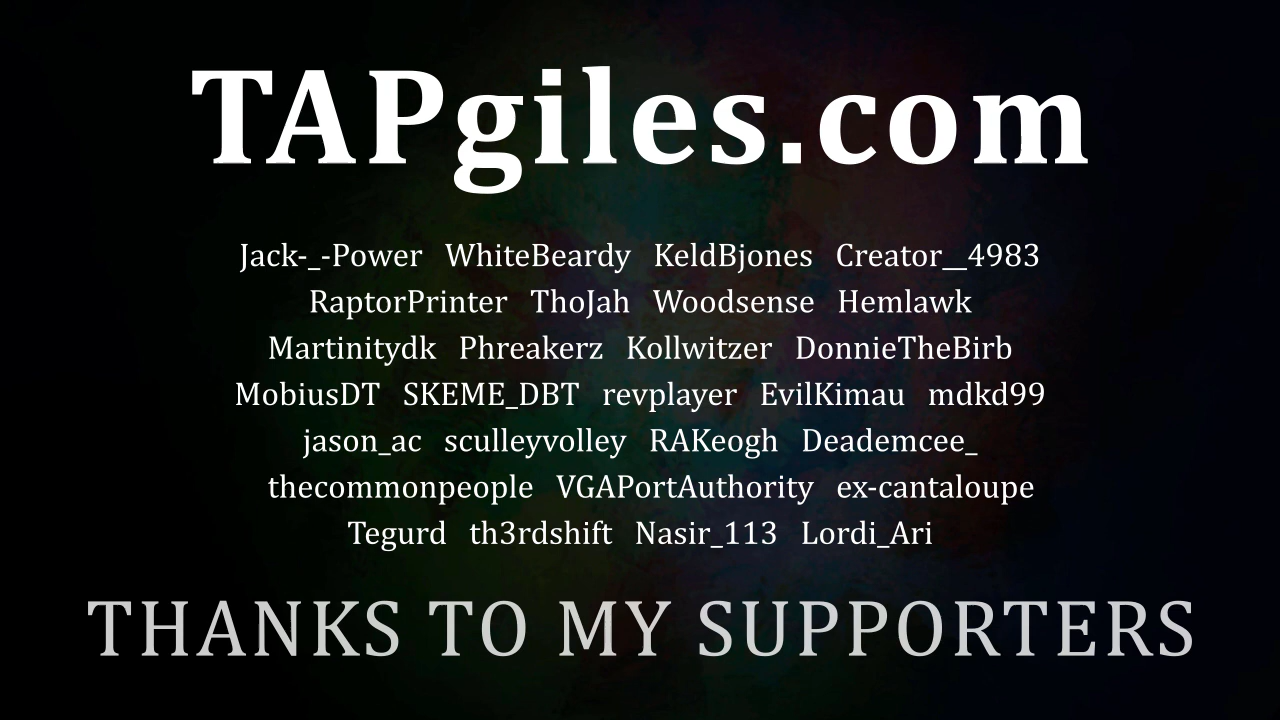 TAPgiles.com
Jack-_-Power WhiteBeardy KeldBjones Creator__4983
RaptorPrinter ThoJah Woodsense Hemlawk
Martinitydk Phreakerz Kollwitzer DonnieTheBirb
MobiusDT SKEME_DBT revplayer EvilKimau mdkd99
jason_ac sculleyvolley RAKeogh Deademcee_
thecommonpeople VGAPortAuthority ex-cantaloupe
Tegurd th3rdshift Nasir_113 Lordi_Ari
THANKS TO MY SUPPORTERS